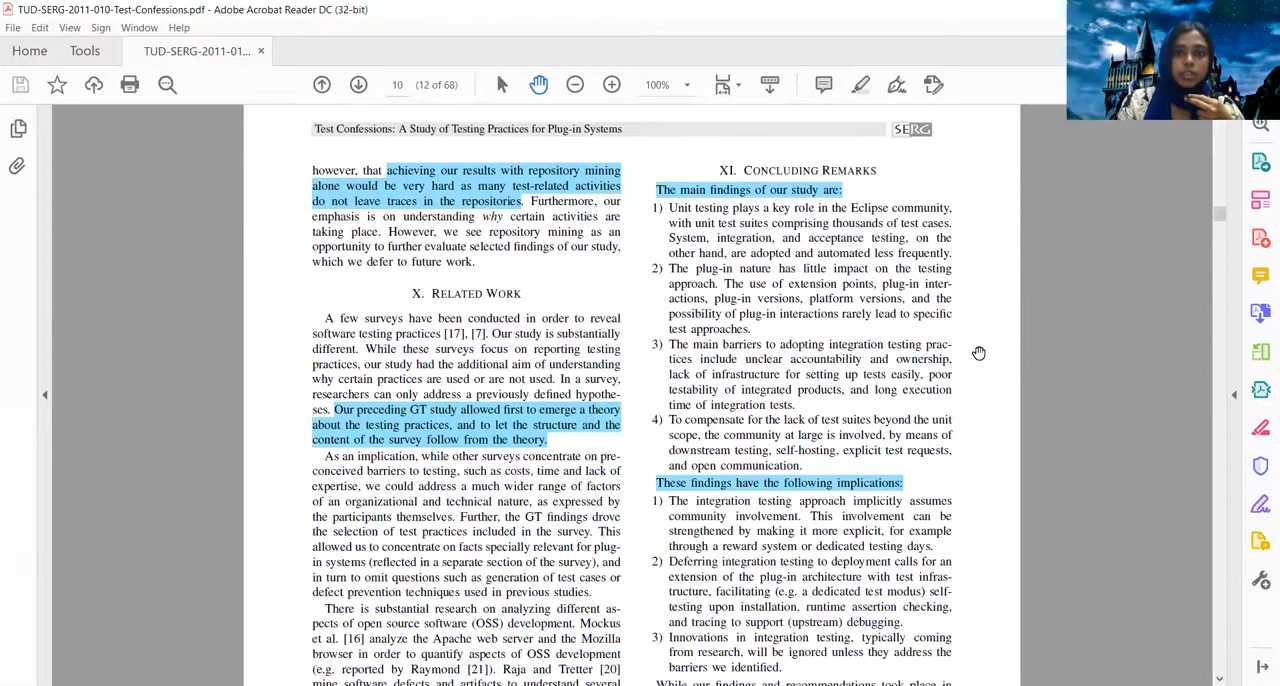 TUD-SERG-2011-010-Test-Confessions.pdf - Adobe Acrobat Reader DC (32-bit)
File Edit View Sign Window Help
Home Tools TUD-SERG-2011-01... ×
10 (12 of 68) 100%
Test Confessions: A Study of Testing Practices for Plug-in Systems SERG
however, that achieving our results with repository mining
alone would be very hard as many test-related activities
do not leave traces in the repositories. Furthermore, our
emphasis is on understanding why certain activities are
taking place. However, we see repository mining as an
opportunity to further evaluate selected findings of our study,
which we defer to future work.
X. RELATED WORK
A few surveys have been conducted in order to reveal
software testing practices [17], [7]. Our study is substantially
different. While these surveys focus on reporting testing
practices, our study had the additional aim of understanding
why certain practices are used or are not used. In a survey,
researchers can only address a previously defined hypothe-
ses. Our preceding GT study allowed first to emerge a theory
about the testing practices, and to let the structure and the
content of the survey follow from the theory.
As an implication, while other surveys concentrate on pre-
conceived barriers to testing, such as costs, time and lack of
expertise, we could address a much wider range of factors
of an organizational and technical nature, as expressed by
the participants themselves. Further, the GT findings drove
the selection of test practices included in the survey. This
allowed us to concentrate on facts specially relevant for plug-
in systems (reflected in a separate section of the survey), and
in turn to omit questions such as generation of test cases or
defect prevention techniques used in previous studies.
There is substantial research on analyzing different as-
pects of open source software (OSS) development. Mockus
et al. [16] analyze the Apache web server and the Mozilla
browser in order to quantify aspects of OSS development
(e.g. reported by Raymond [21]). Raja and Tretter [20]
mine software defects and artifacts to understand several
XI. CONCLUDING REMARKS
The main findings of our study are:
1) Unit testing plays a key role in the Eclipse community,
with unit test suites comprising thousands of test cases.
System, integration, and acceptance testing, on the
other hand, are adopted and automated less frequently.
2) The plug-in nature has little impact on the testing
approach. The use of extension points, plug-in inter-
actions, plug-in versions, platform versions, and the
possibility of plug-in interactions rarely lead to specific
test approaches.
3) The main barriers to adopting integration testing prac-
tices include unclear accountability and ownership,
lack of infrastructure for setting up tests easily, poor
testability of integrated products, and long execution
time of integration tests.
4) To compensate for the lack of test suites beyond the unit
scope, the community at large is involved, by means of
downstream testing, self-hosting, explicit test requests,
and open communication.
These findings have the following implications:
1) The integration testing approach implicitly assumes
community involvement. This involvement can be
strengthened by making it more explicit, for example
through a reward system or dedicated testing days.
2) Deferring integration testing to deployment calls for an
extension of the plug-in architecture with test infras-
tructure, facilitating (e.g. a dedicated test modus) self-
testing upon installation, runtime assertion checking,
and tracing to support (upstream) debugging.
3) Innovations in integration testing, typically coming
from research, will be ignored unless they address the
barriers we identified.
While our findings and recommendations took place in